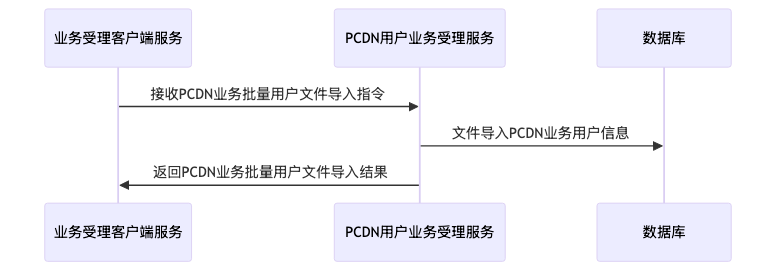 业务受理客户端服务
PCDN用户业务受理服务
数据库
接收PCDN业务批量用户文件导入指令
文件导入PCDN业务用户信息
返回PCDN业务批量用户文件导入结果
业务受理客户端服务
PCDN用户业务受理服务
数据库